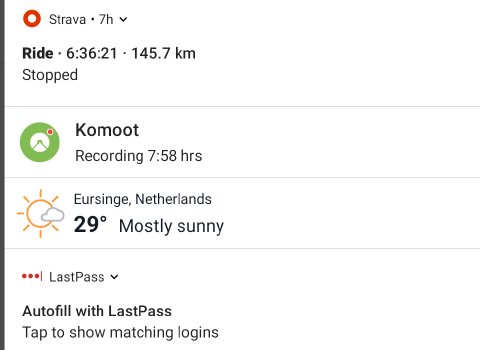 Strava • 7h
Ride · 6:36:21 · 145.7 km
Stopped
Komoot
Recording 7:58 hrs
Eursinge, Netherlands
29° Mostly sunny
LastPass
Autofill with LastPass
Tap to show matching logins